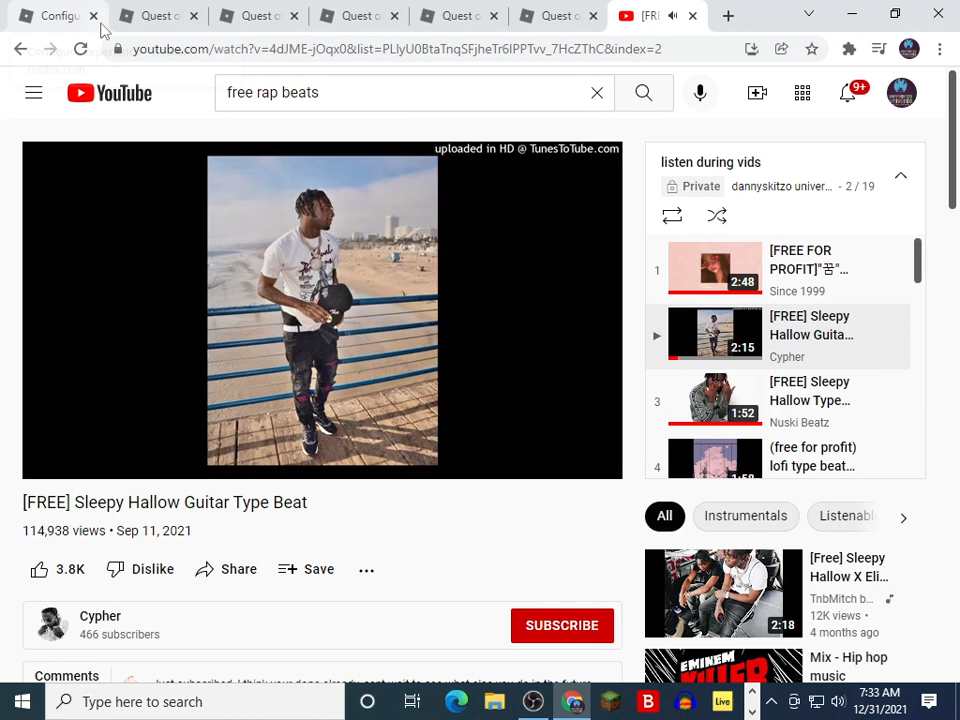 Configu
Quest o
Quest o
Quest o
Quest o
Quest o
[FRE
youtube.com/watch?v=4dJME-jOqx0&list=PLlyU0BtaTnqSFjheTr6IPPTvv_7HcZThC&index=2
YouTube
free rap beats
9+
uploaded in HD @ TunesToTube.com
listen during vids
Private
dannyskitzo univer... - 2 / 19
1
2:48
[FREE FOR
PROFIT]"꿈"...
Since 1999
2:15
[FREE] Sleepy
Hallow Guita...
Cypher
3
1:52
[FREE] Sleepy
Hallow Type...
Nuski Beatz
4
(free for profit)
lofi type beat...
[FREE] Sleepy Hallow Guitar Type Beat
114,938 views • Sep 11, 2021
3.8K
Dislike
Share
Save
Cypher
466 subscribers
SUBSCRIBE
Comments
All
Instrumentals
Listenabl
2:18
[Free] Sleepy
Hallow X Eli...
TnbMitch b...
12K views •
4 months ago
EMINEM
KILLER
Mix - Hip hop
music
Type here to search
Live
7:33 AM
12/31/2021